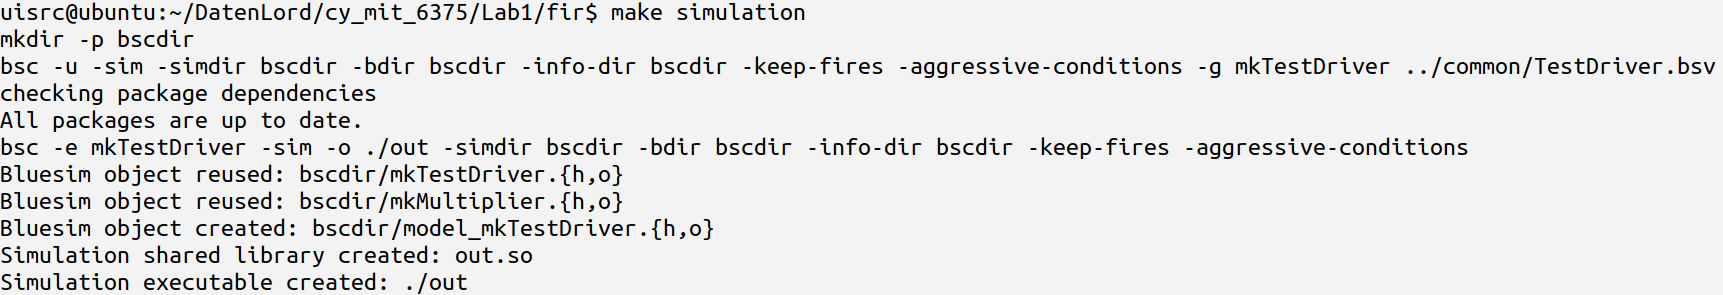 uisrc@ubuntu:~/DatenLord/cy_mit_6375/Lab1/fir$ make simulation
mkdir -p bscdir
bsc -u -sim -simdir bscdir -bdir bscdir -info-dir bscdir -keep-fires -aggressive-conditions -g mkTestDriver ../common/TestDriver.bsv
checking package dependencies
All packages are up to date.
bsc -e mkTestDriver -sim -o ./out -simdir bscdir -bdir bscdir -info-dir bscdir -keep-fires -aggressive-conditions
Bluesim object reused: bscdir/mkTestDriver.{h,o}
Bluesim object reused: bscdir/mkMultiplier.{h,o}
Bluesim object created: bscdir/model_mkTestDriver.{h,o}
Simulation shared library created: out.so
Simulation executable created: ./out